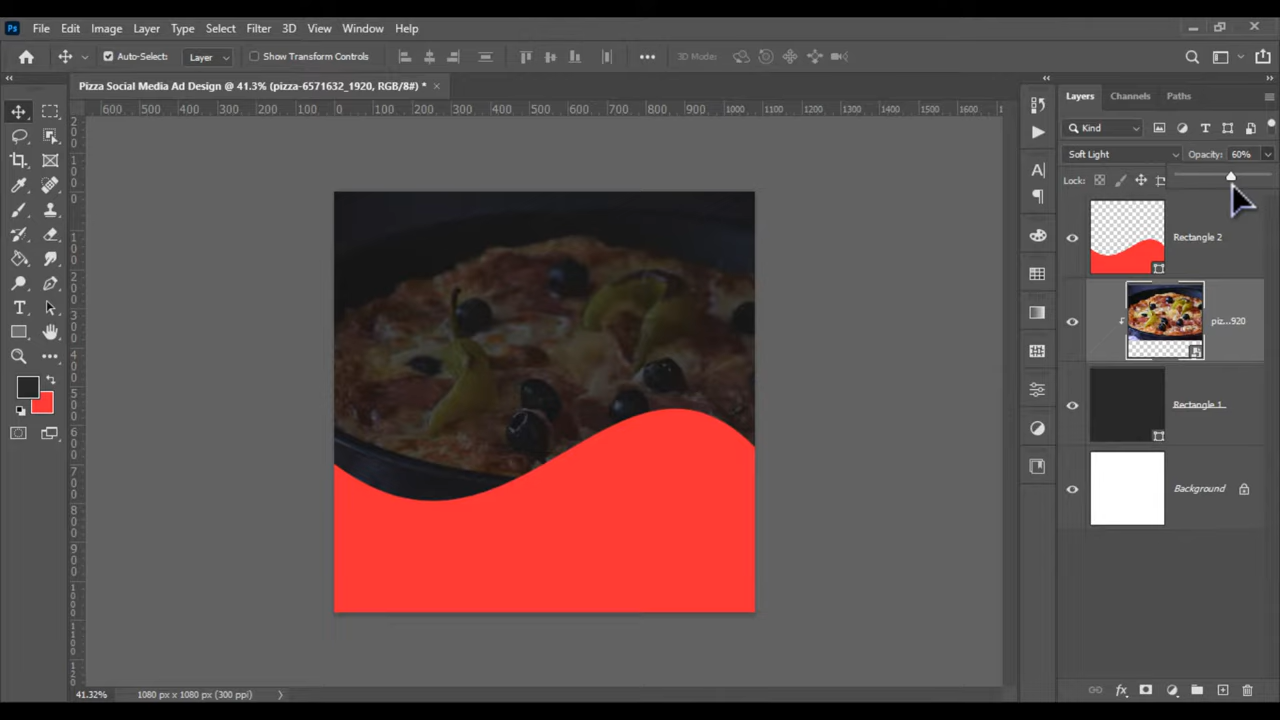 Ps File Edit Image Layer Type Select Filter 3D View Window Help
Auto-Select: Layer Show Transform Controls 3D Modes
Pizza Social Media Ad Design @ 41.3% (pizza-6571632_1920, RGB/8#) *
Layers Channels Paths
600 500 400 300 200 100 0 100 200 300 400 500 600 700 800 900 1000 1100 1200 1300 1400 1500 1600
Kind
Soft Light Opacity: 60%
Lock:
Rectangle 2
piz...920
Rectangle 1
Background
41.32% 1080 px x 1080 px (300 ppi)